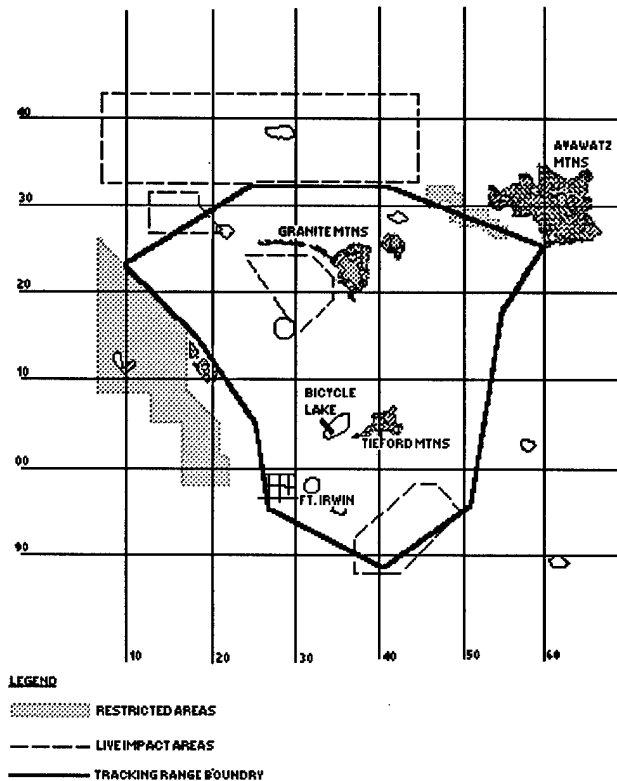 40
AVAWATZ
MTNS
30
GRANITE MTNS
20
10
BICYCLE
LAKE
TIEFORD MTNS
00
FT. IRWIN
90
10 20 30 40 50 60
LEGEND
RESTRICTED AREAS
LIVE IMPACT AREAS
TRACKING RANGE BOUNDRY